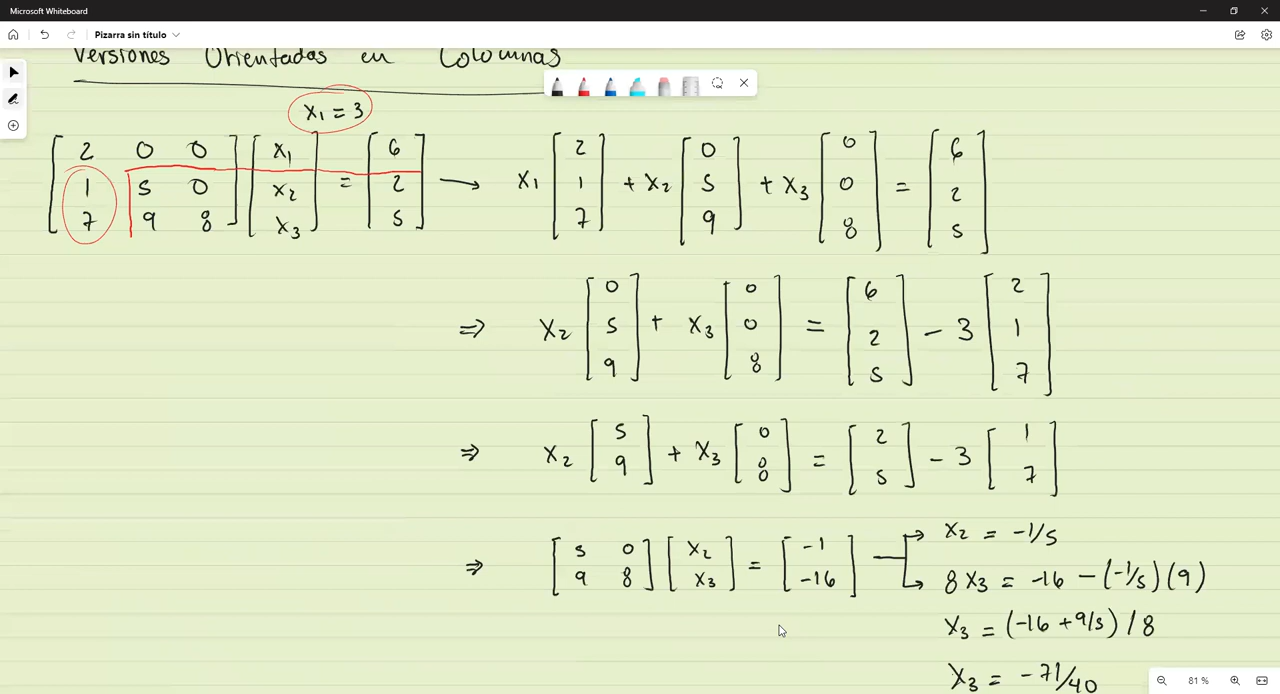 Microsoft Whiteboard
Pizarra sin título
Versiones Orientadas en Columnas
x1 = 3
[2 0 0; 1 5 0; 7 9 8] [x1; x2; x3] = [6; 2; 5] → x1 [2; 1; 7] + x2 [0; 5; 9] + x3 [0; 0; 8] = [6; 2; 5]
⇒ x2 [0; 5; 9] + x3 [0; 0; 8] = [6; 2; 5] - 3 [2; 1; 7]
⇒ x2 [5; 9] + x3 [0; 8] = [2; 5] - 3 [1; 7]
⇒ [5 0; 9 8] [x2; x3] = [-1; -16] → x2 = -1/5
8x3 = -16 - (-1/5)(9)
x3 = (-16 + 9/5) / 8
x3 = -71/40
81 %